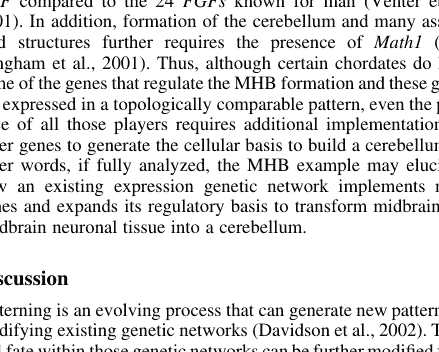 F compared to the 24 FGFs known for man (Venter et
01). In addition, formation of the cerebellum and many ass
d structures further requires the presence of Math1 (
ngham et al., 2001). Thus, although certain chordates do
ne of the genes that regulate the MHB formation and these g
expressed in a topologically comparable pattern, even the p
ce of all those players requires additional implementation
er genes to generate the cellular basis to build a cerebellum
er words, if fully analyzed, the MHB example may eluci
w an existing expression genetic network implements n
nes and expands its regulatory basis to transform midbrain
idbrain neuronal tissue into a cerebellum.
scussion
tterning is an evolving process that can generate new pattern
difying existing genetic networks (Davidson et al., 2002). T
l fate within those genetic networks can be further modified